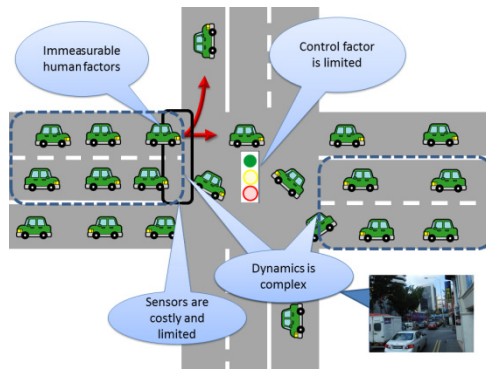 Immeasurable
human factors
Control factor
is limited
Dynamics is
complex
Sensors are
costly and
limited